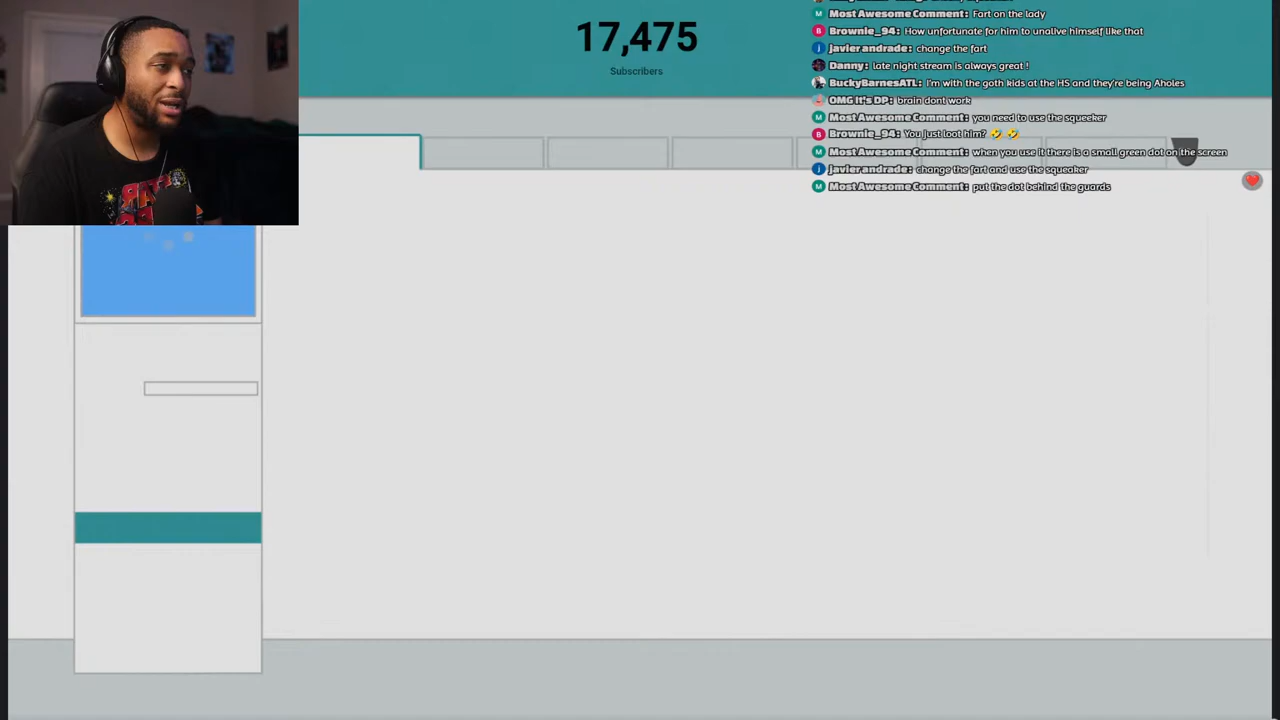 17,475
Subscribers
Most Awesome Comment: Fart on the lady
Brownie_94: How unfortunate for him to unalive himself like that
Javier andrade: change the fart
Danny: late night stream is always great !
BuckyBarnesATL: I'm with the goth kids at the HS and they're being Aholes
OMG It's DP: brain dont work
Most Awesome Comment: you need to use the squeeker
Brownie_94: You just loot him? 🤣 🤣
Most Awesome Comment: when you use it there is a small green dot on the screen
Javier andrade: change the fart and use the squeaker
Most Awesome Comment: put the dot behind the guards